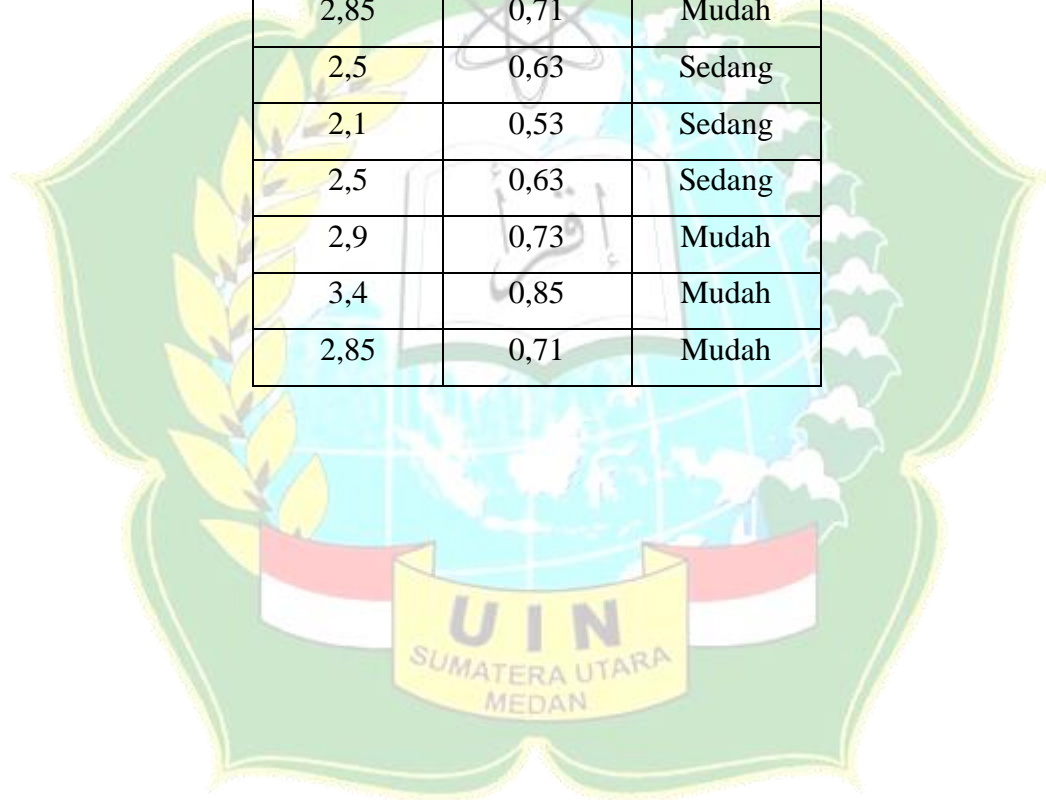 2,85 0,71 Mudah
2,5 0,63 Sedang
2,1 0,53 Sedang
2,5 0,63 Sedang
2,9 0,73 Mudah
3,4 0,85 Mudah
2,85 0,71 Mudah
إقرأ
UIN
SUMATERA UTARA
MEDAN